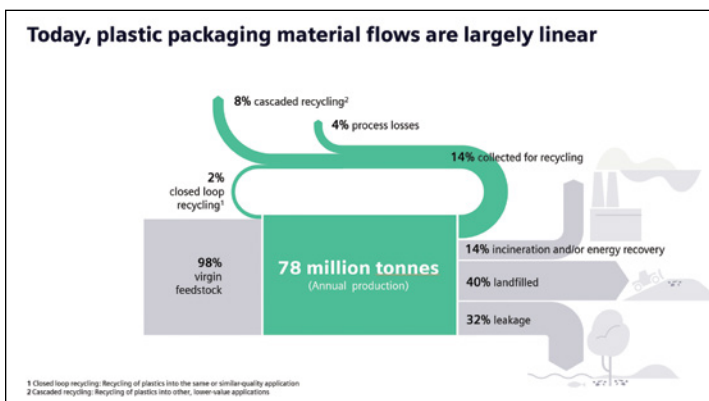 Today, plastic packaging material flows are largely linear
8% cascaded recycling²
4% process losses
14% collected for recycling
2%
closed loop
recycling¹
98%
virgin
feedstock
78 million tonnes
(Annual production)
14% incineration and/or energy recovery
40% landfilled
32% leakage
1 Closed loop recycling: Recycling of plastics into the same or similar-quality application
2 Cascaded recycling: Recycling of plastics into other, lower-value applications